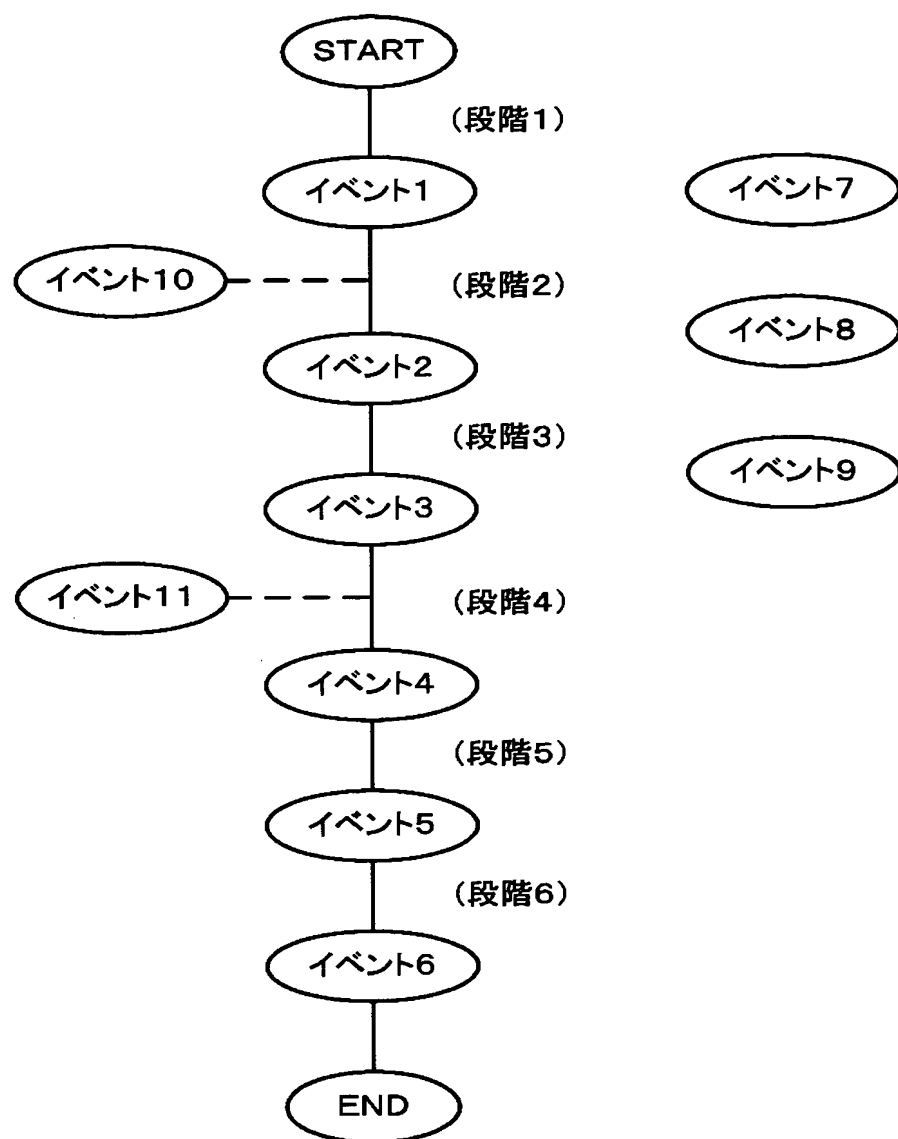 START
(段階1)
イベント1
イベント7
イベント10
(段階2)
イベント8
イベント2
(段階3)
イベント9
イベント3
イベント11
(段階4)
イベント4
(段階5)
イベント5
(段階6)
イベント6
END